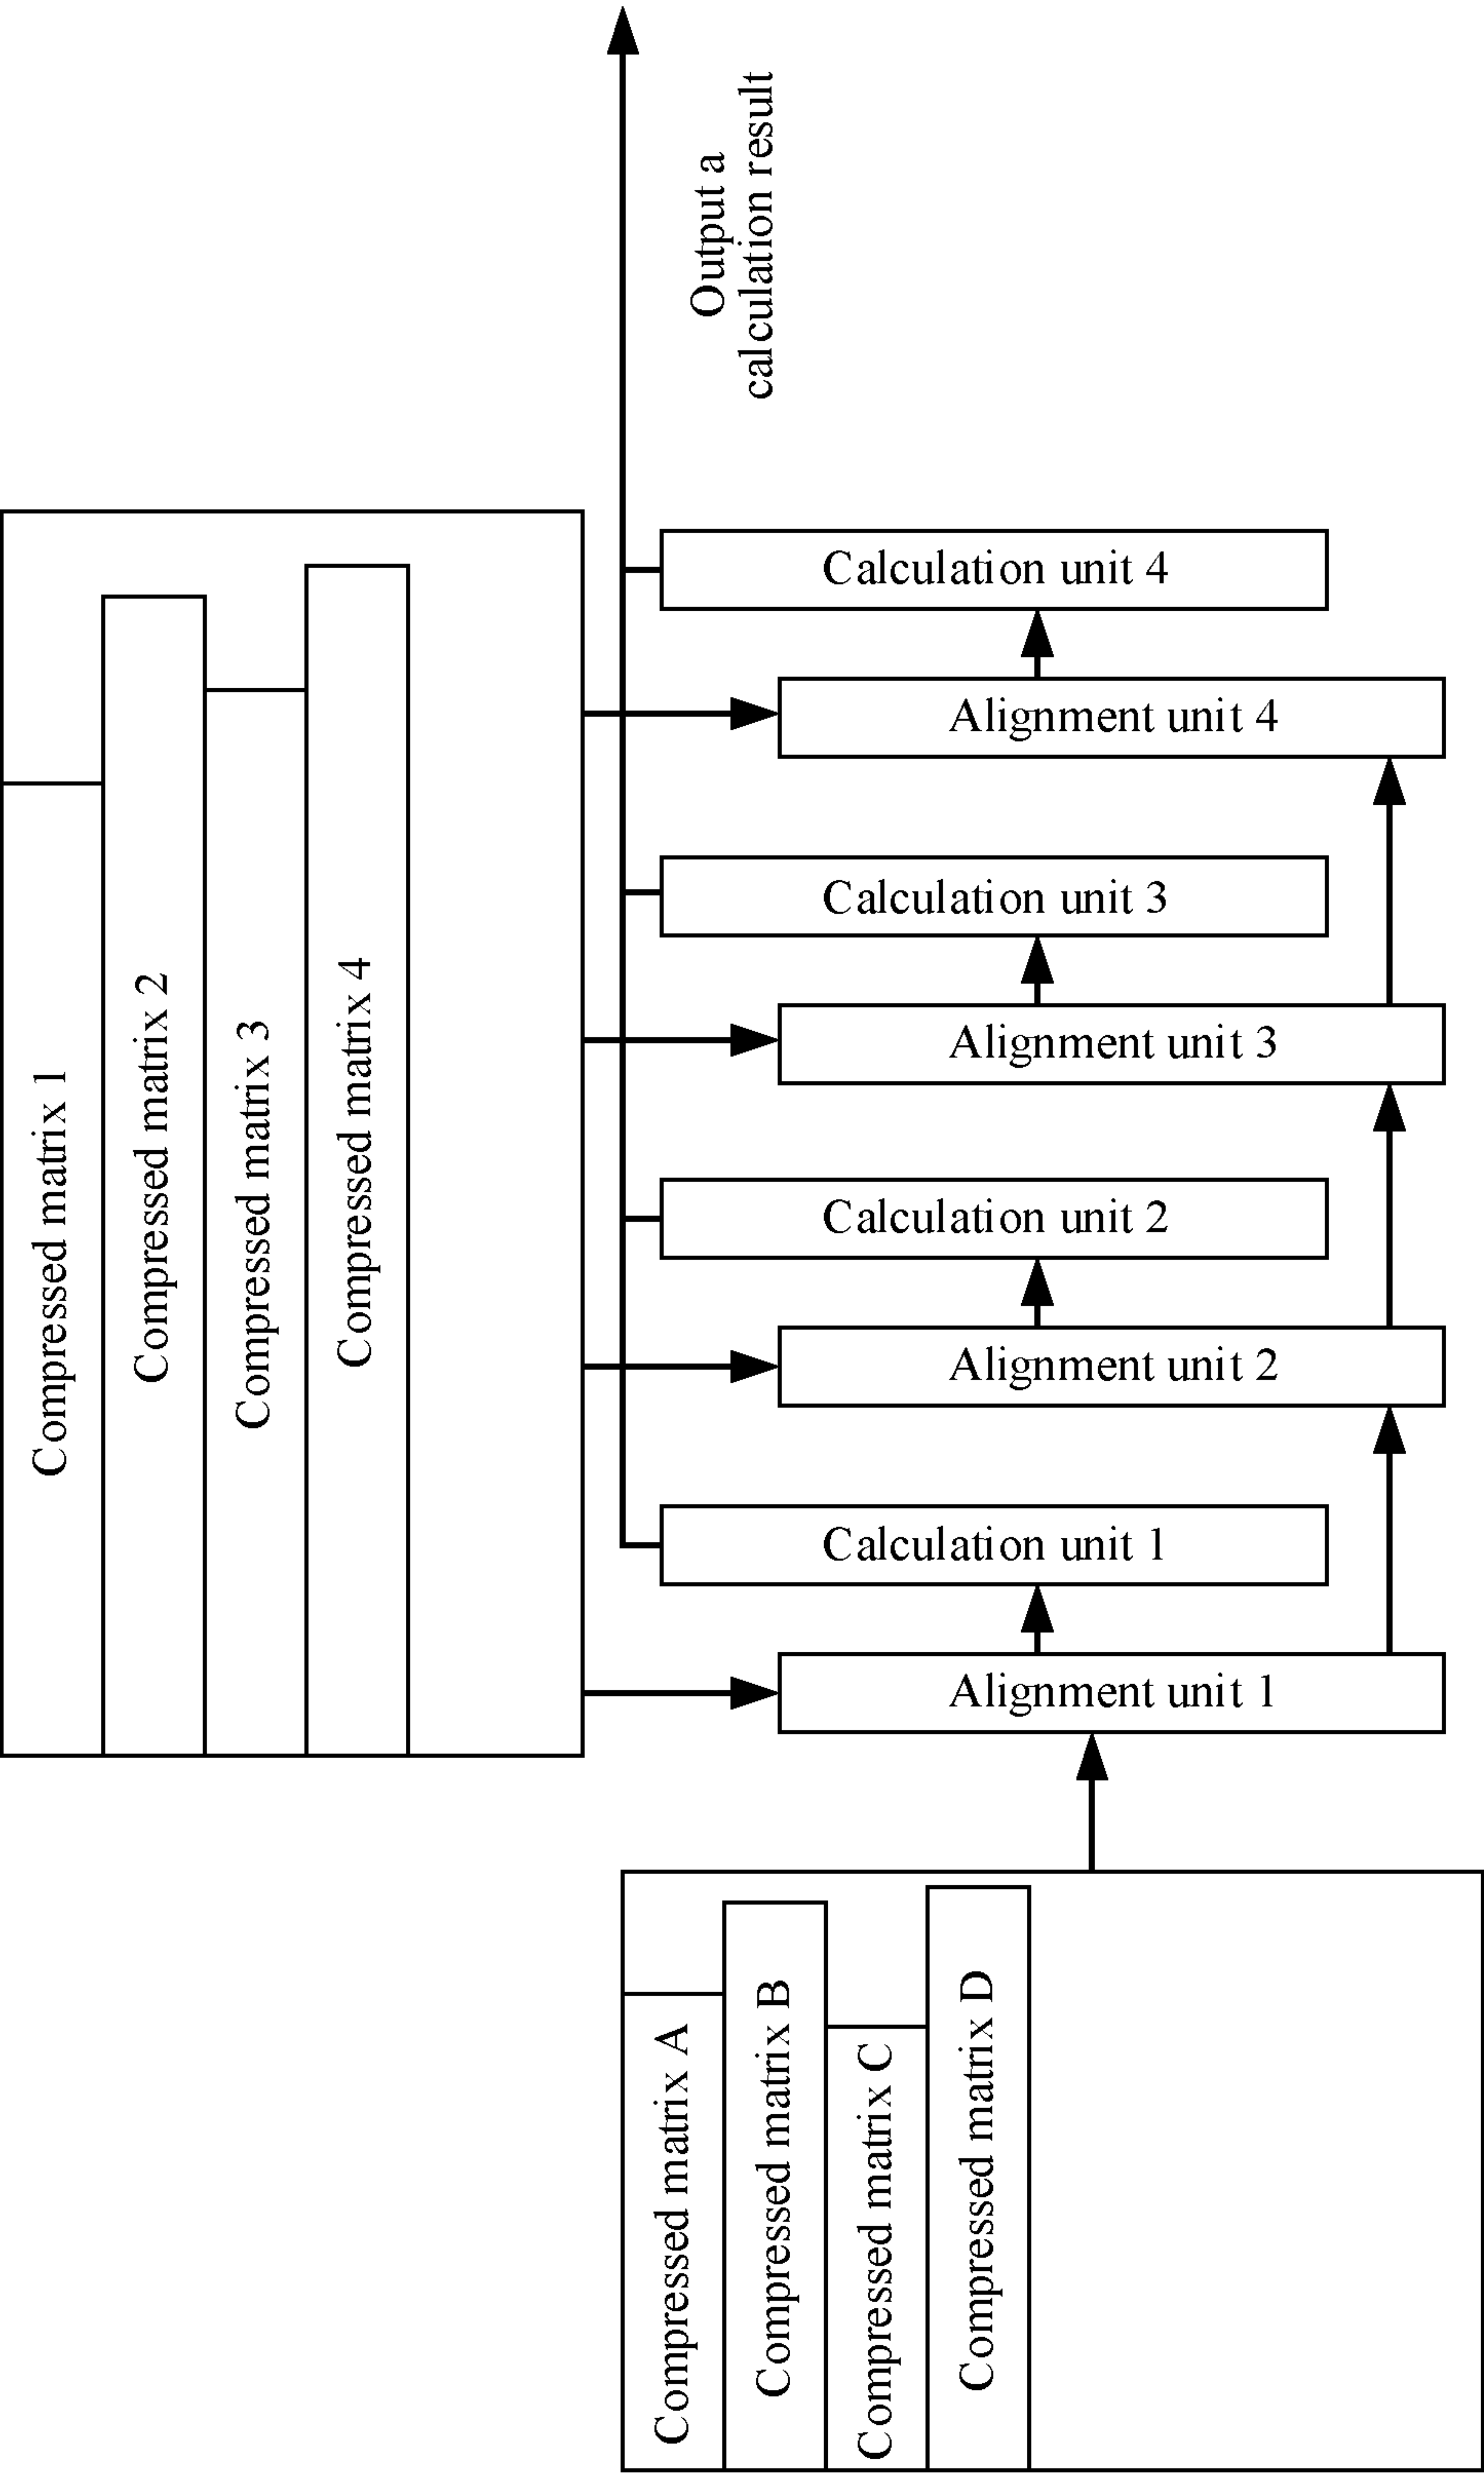 Output a
calculation result
Compressed matrix 1
Compressed matrix 2
Compressed matrix 3
Compressed matrix 4
Calculation unit 4
Alignment unit 4
Calculation unit 3
Alignment unit 3
Calculation unit 2
Alignment unit 2
Calculation unit 1
Alignment unit 1
Compressed matrix A
Compressed matrix B
Compressed matrix C
Compressed matrix D